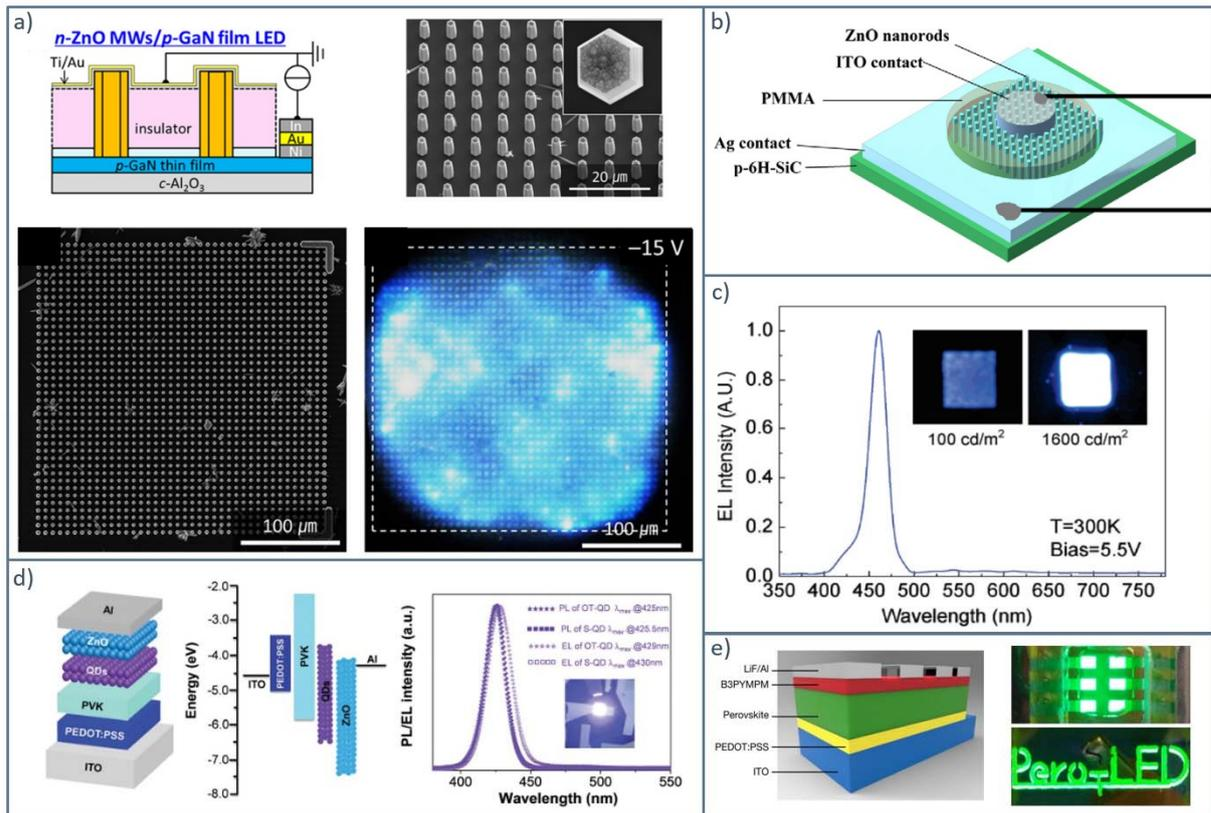 a)
n-ZnO MWs/p-GaN film LED
Ti/Au
insulator
In
Au
Ni
p-GaN thin film
c-Al₂O₃
20 µm
100 µm
−15 V
100 µm
b)
ZnO nanorods
ITO contact
PMMA
Ag contact
p-6H-SiC
c)
EL Intensity (A.U.)
1.0
0.8
0.6
0.4
0.2
0.0
350 400 450 500 550 600 650 700 750
Wavelength (nm)
100 cd/m²
1600 cd/m²
T=300K
Bias=5.5V
d)
Al
ZnO
QDs
PVK
PEDOT:PSS
ITO
Energy (eV)
-2.0
-3.0
-4.0
-5.0
-6.0
-7.0
-8.0
ITO
PEDOT:PSS
PVK
QDs
ZnO
Al
PL/EL intensity (a.u.)
PL of OT-QD λmax @425nm
PL of S-QD λmax @425.5nm
EL of OT-QD λmax @429nm
EL of S-QD λmax @430nm
400 450 500 550
Wavelength (nm)
e)
LiF/Al
B3PYMPM
Perovskite
PEDOT:PSS
ITO
Pero-LED